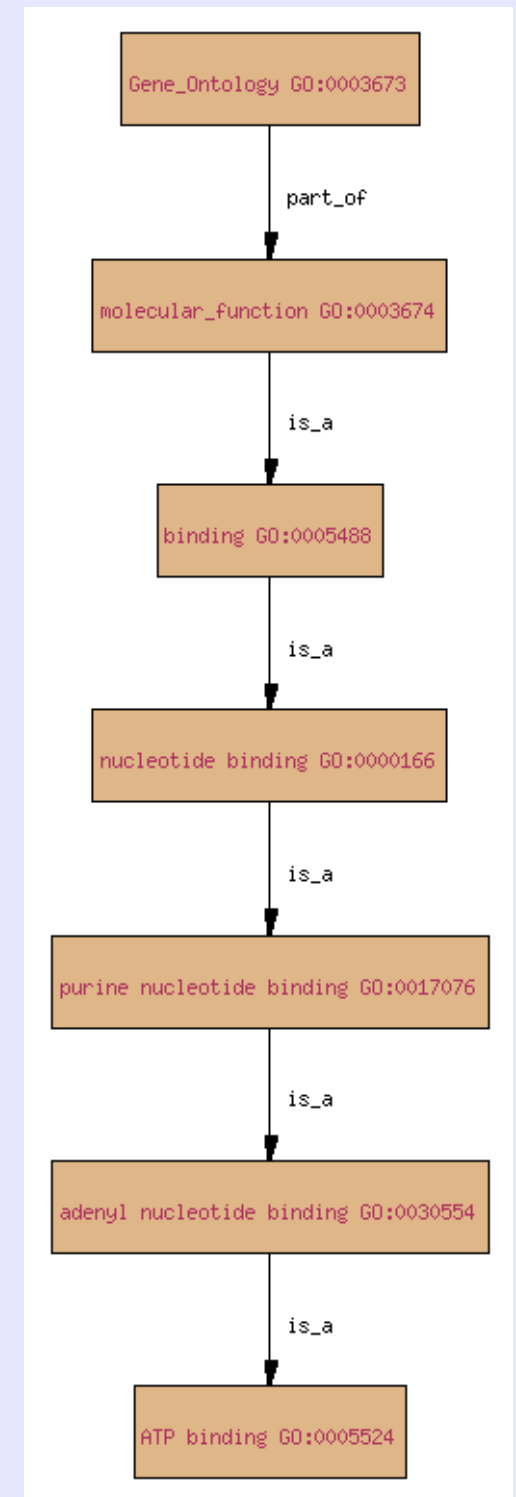 Gene_Ontology GO:0003673
part_of
molecular_function GO:0003674
is_a
binding GO:0005488
is_a
nucleotide binding GO:0000166
is_a
purine nucleotide binding GO:0017076
is_a
adenyl nucleotide binding GO:0030554
is_a
ATP binding GO:0005524